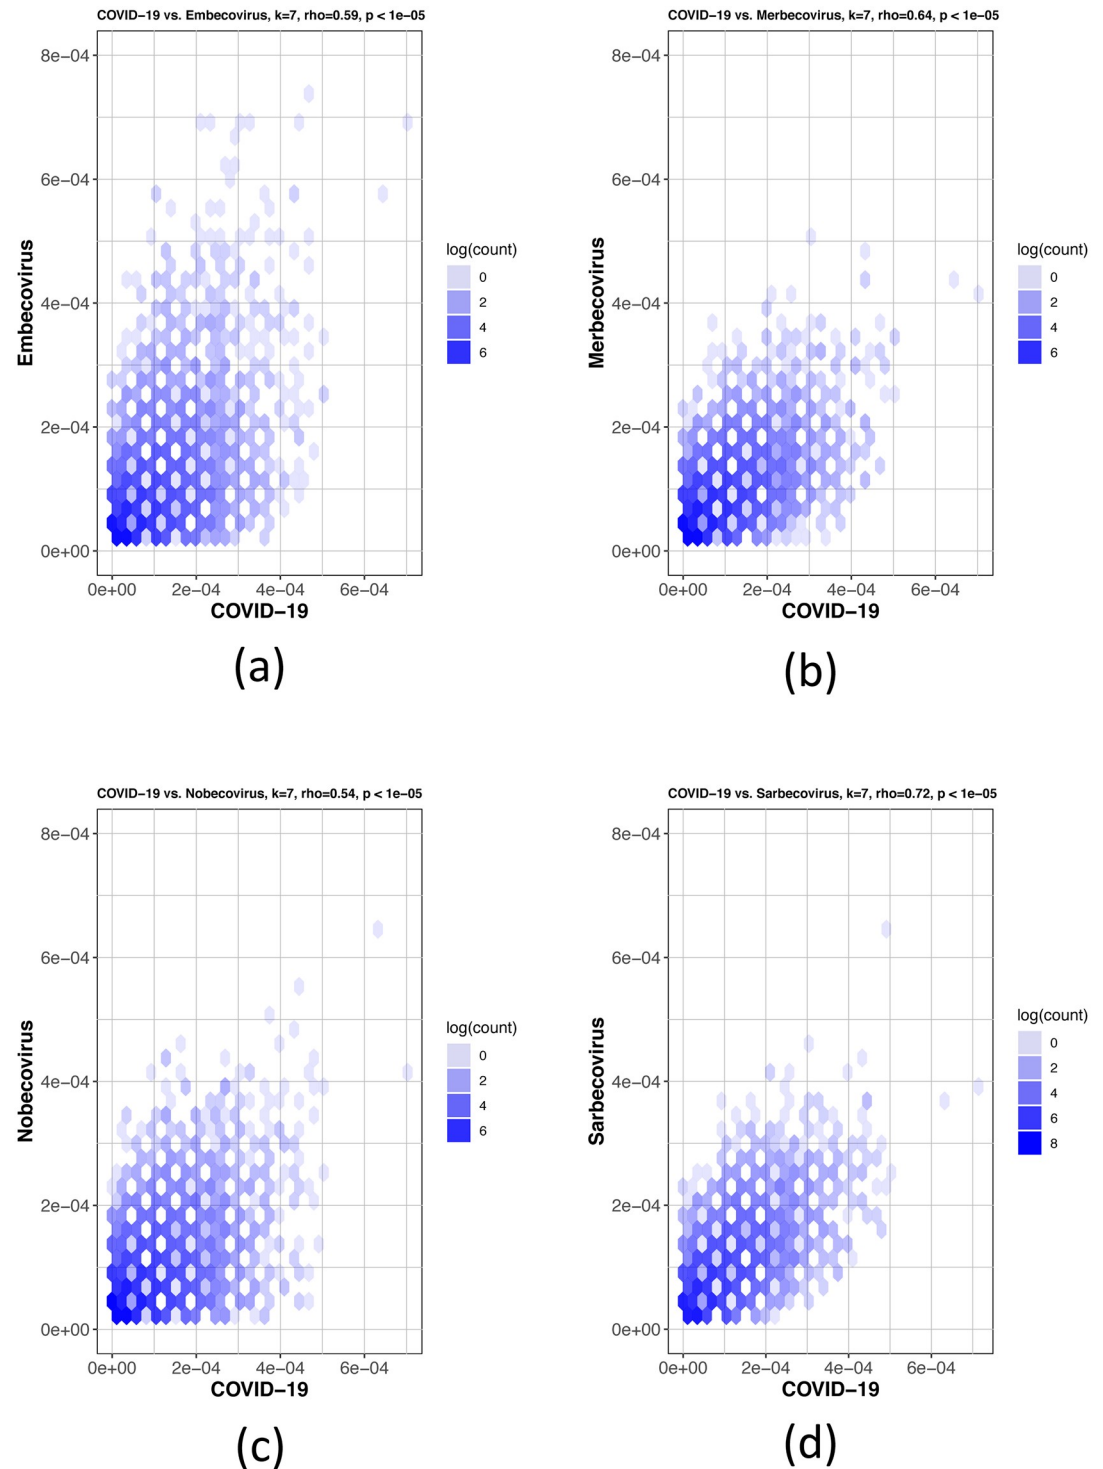 COVID−19 vs. Embecovirus, k=7, rho=0.59, p < 1e−05
8e−04
6e−04
4e−04
2e−04
0e+00
Embecovirus
0e+00 2e−04 4e−04 6e−04
COVID−19
log(count)
0
2
4
6
(a)
COVID−19 vs. Merbecovirus, k=7, rho=0.64, p < 1e−05
8e−04
6e−04
4e−04
2e−04
0e+00
Merbecovirus
0e+00 2e−04 4e−04 6e−04
COVID−19
log(count)
0
2
4
6
(b)
COVID−19 vs. Nobecovirus, k=7, rho=0.54, p < 1e−05
8e−04
6e−04
4e−04
2e−04
0e+00
Nobecovirus
0e+00 2e−04 4e−04 6e−04
COVID−19
log(count)
0
2
4
6
(c)
COVID−19 vs. Sarbecovirus, k=7, rho=0.72, p < 1e−05
8e−04
6e−04
4e−04
2e−04
0e+00
Sarbecovirus
0e+00 2e−04 4e−04 6e−04
COVID−19
log(count)
0
2
4
6
8
(d)